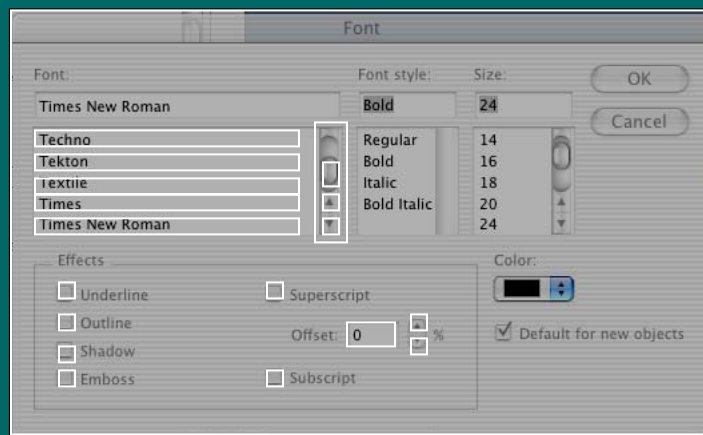 Font
Font:
Font style:
Size:
OK
Times New Roman
Bold
24
Cancel
Techno
Regular
14
Tekton
Bold
16
Textile
Italic
18
Times
Bold Italic
20
Times New Roman
24
Effects
Color:
Underline
Superscript
Outline
Offset: 0 %
Default for new objects
Shadow
Emboss
Subscript